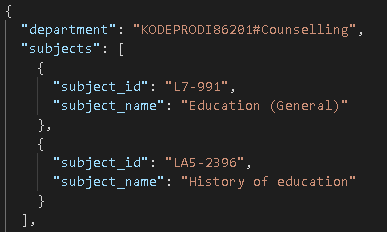 {
"department": "KODEPRODI86201#Counselling",
"subjects": [
{
"subject_id": "L7-991",
"subject_name": "Education (General)"
},
{
"subject_id": "LA5-2396",
"subject_name": "History of education"
}
],